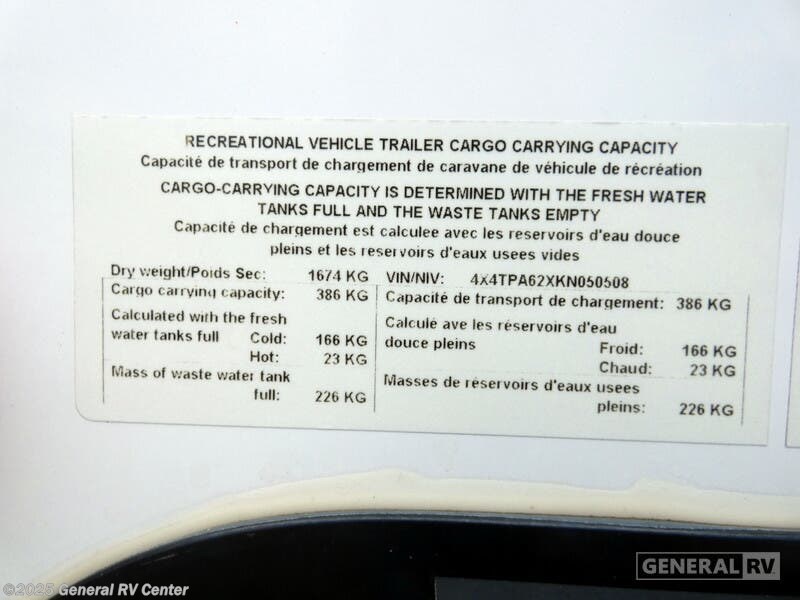 RECREATIONAL VEHICLE TRAILER CARGO CARRYING CAPACITY
Capacité de transport de chargement de caravane de véhicule de récréation
CARGO-CARRYING CAPACITY IS DETERMINED WITH THE FRESH WATER
TANKS FULL AND THE WASTE TANKS EMPTY
Capacité de chargement est calculee avec les reservoirs d'eau douce
pleins et les reservoirs d'eaux usees vides
Dry weight/Poids Sec: 1674 KG VIN/NIV: 4X4TPA62XKN050508
Cargo carrying capacity: 386 KG
Calculated with the fresh
water tanks full Cold: 166 KG
Hot: 23 KG
Mass of waste water tank
full: 226 KG
Capacité de transport de chargement: 386 KG
Calculé ave les réservoirs d'eau
douce pleins
Froid: 166 KG
Chaud: 23 KG
Masses de réservoirs d'eaux usees
pleins: 226 KG
GENERAL RV
©2025 General RV Center